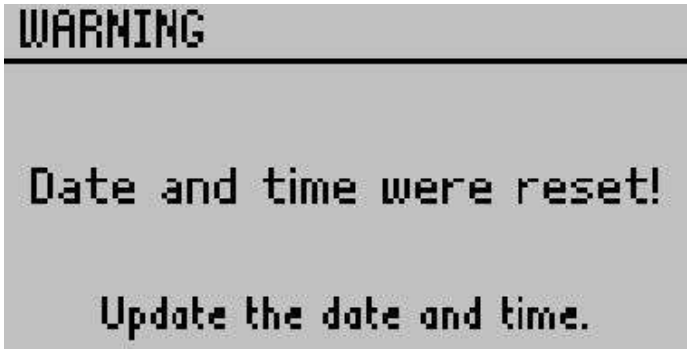 WARNING
Date and time were reset!
Update the date and time.